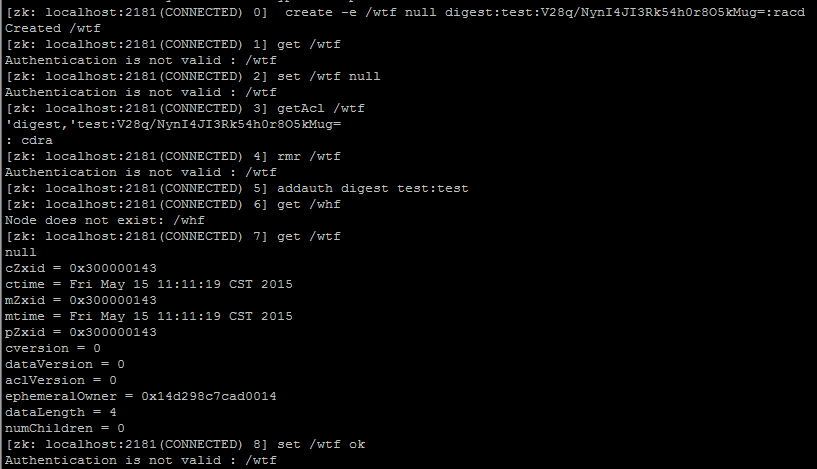 [zk: localhost:2181(CONNECTED) 0]  create -e /wtf null digest:test:V28q/NynI4JI3Rk54h0r8O5kMug=:racd
Created /wtf
[zk: localhost:2181(CONNECTED) 1] get /wtf
Authentication is not valid : /wtf
[zk: localhost:2181(CONNECTED) 2] set /wtf null
Authentication is not valid : /wtf
[zk: localhost:2181(CONNECTED) 3] getAcl /wtf
'digest,'test:V28q/NynI4JI3Rk54h0r8O5kMug=
: cdra
[zk: localhost:2181(CONNECTED) 4] rmr /wtf
Authentication is not valid : /wtf
[zk: localhost:2181(CONNECTED) 5] addauth digest test:test
[zk: localhost:2181(CONNECTED) 6] get /whf
Node does not exist: /whf
[zk: localhost:2181(CONNECTED) 7] get /wtf
null
cZxid = 0x300000143
ctime = Fri May 15 11:11:19 CST 2015
mZxid = 0x300000143
mtime = Fri May 15 11:11:19 CST 2015
pZxid = 0x300000143
cversion = 0
dataVersion = 0
aclVersion = 0
ephemeralOwner = 0x14d298c7cad0014
dataLength = 4
numChildren = 0
[zk: localhost:2181(CONNECTED) 8] set /wtf ok
Authentication is not valid : /wtf